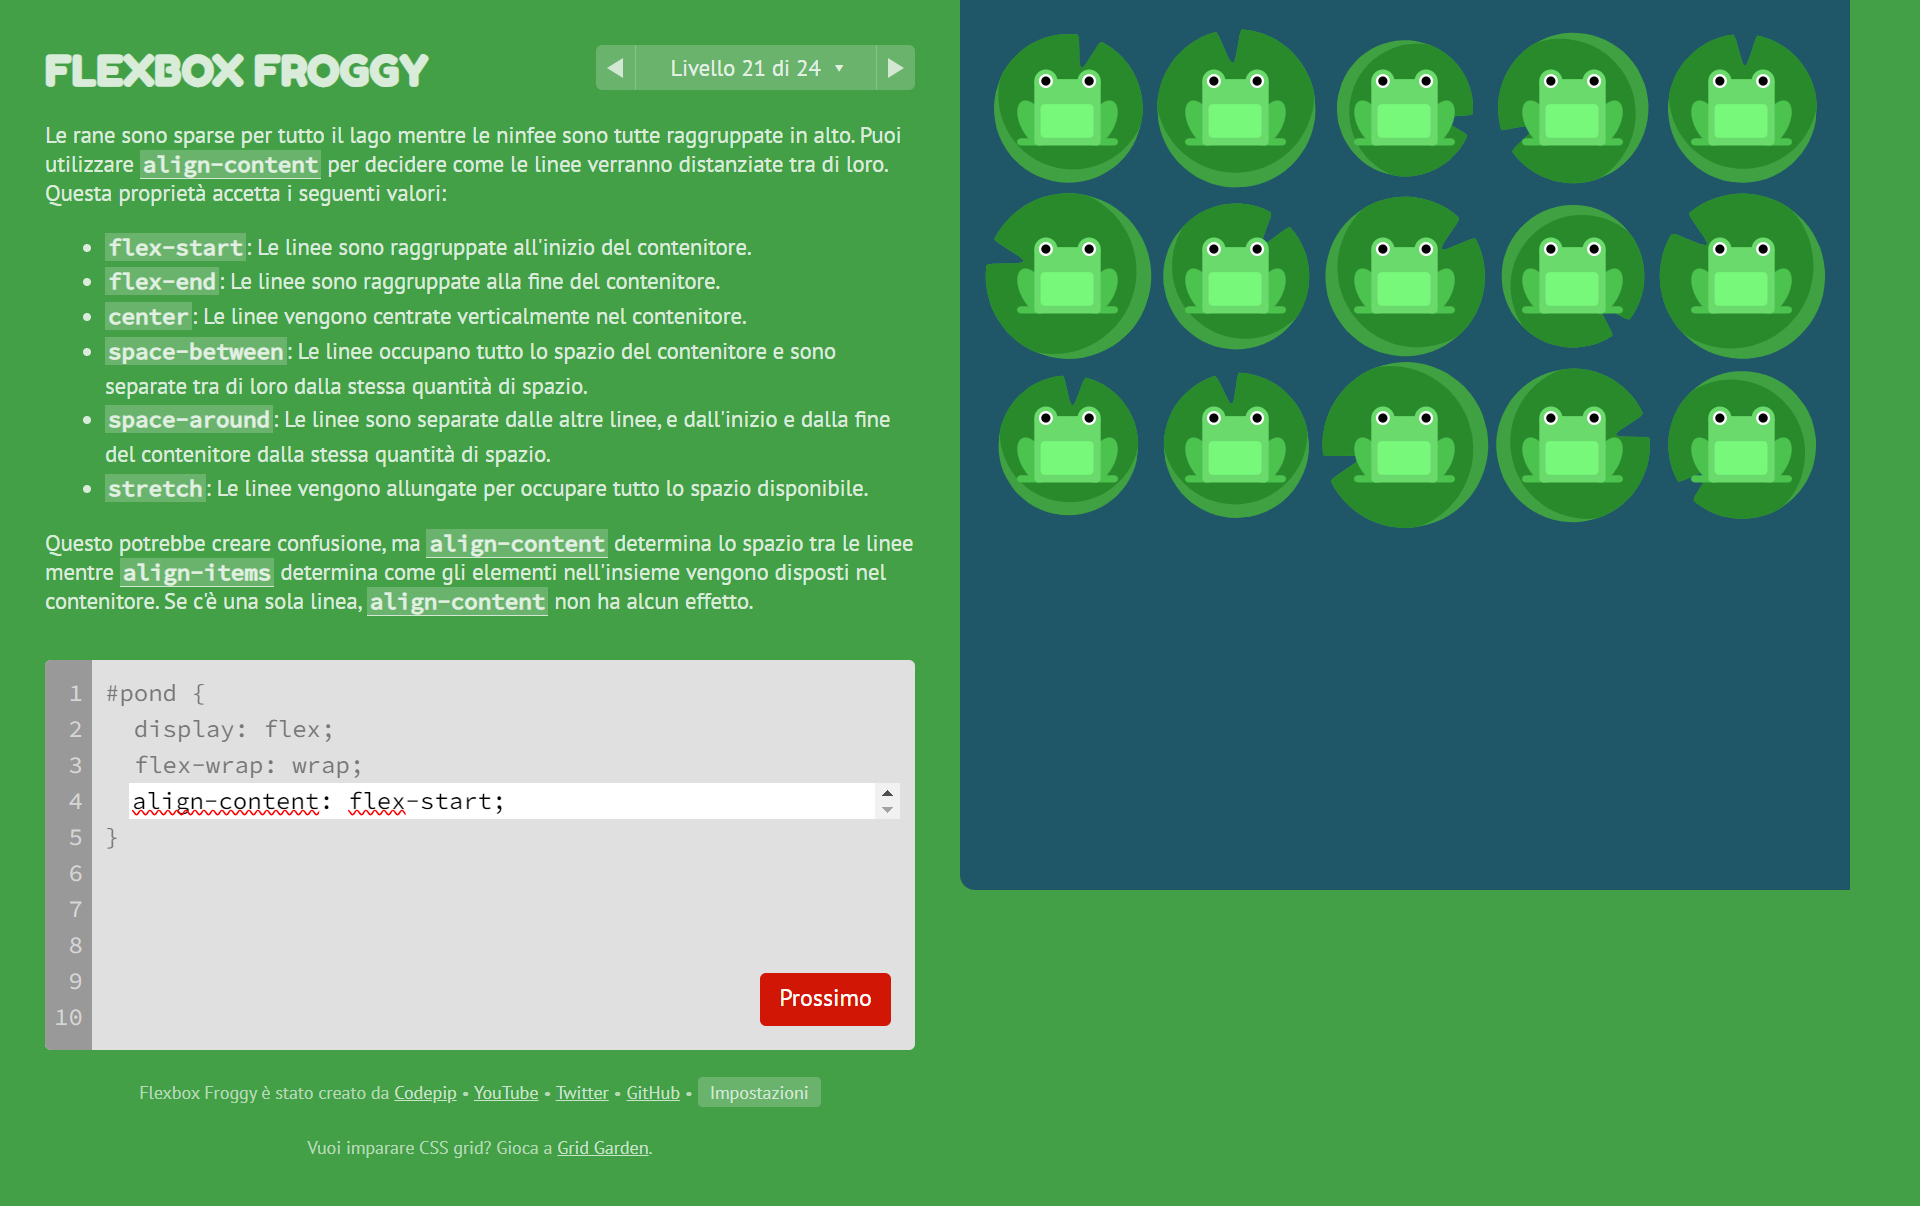 FLEXBOX FROGGY
Livello 21 di 24
Le rane sono sparse per tutto il lago mentre le ninfee sono tutte raggruppate in alto. Puoi
utilizzare align-content per decidere come le linee verranno distanziate tra di loro.
Questa proprietà accetta i seguenti valori:
• flex-start: Le linee sono raggruppate all'inizio del contenitore.
• flex-end: Le linee sono raggruppate alla fine del contenitore.
• center: Le linee vengono centrate verticalmente nel contenitore.
• space-between: Le linee occupano tutto lo spazio del contenitore e sono
separate tra di loro dalla stessa quantità di spazio.
• space-around: Le linee sono separate dalle altre linee, e dall'inizio e dalla fine
del contenitore dalla stessa quantità di spazio.
• stretch: Le linee vengono allungate per occupare tutto lo spazio disponibile.
Questo potrebbe creare confusione, ma align-content determina lo spazio tra le linee
mentre align-items determina come gli elementi nell'insieme vengono disposti nel
contenitore. Se c'è una sola linea, align-content non ha alcun effetto.
1 #pond {
2 display: flex;
3 flex-wrap: wrap;
4 align-content: flex-start;
5 }
6
7
8
9
10
Prossimo
Flexbox Froggy è stato creato da Codepip • YouTube • Twitter • GitHub • Impostazioni
Vuoi imparare CSS grid? Gioca a Grid Garden.